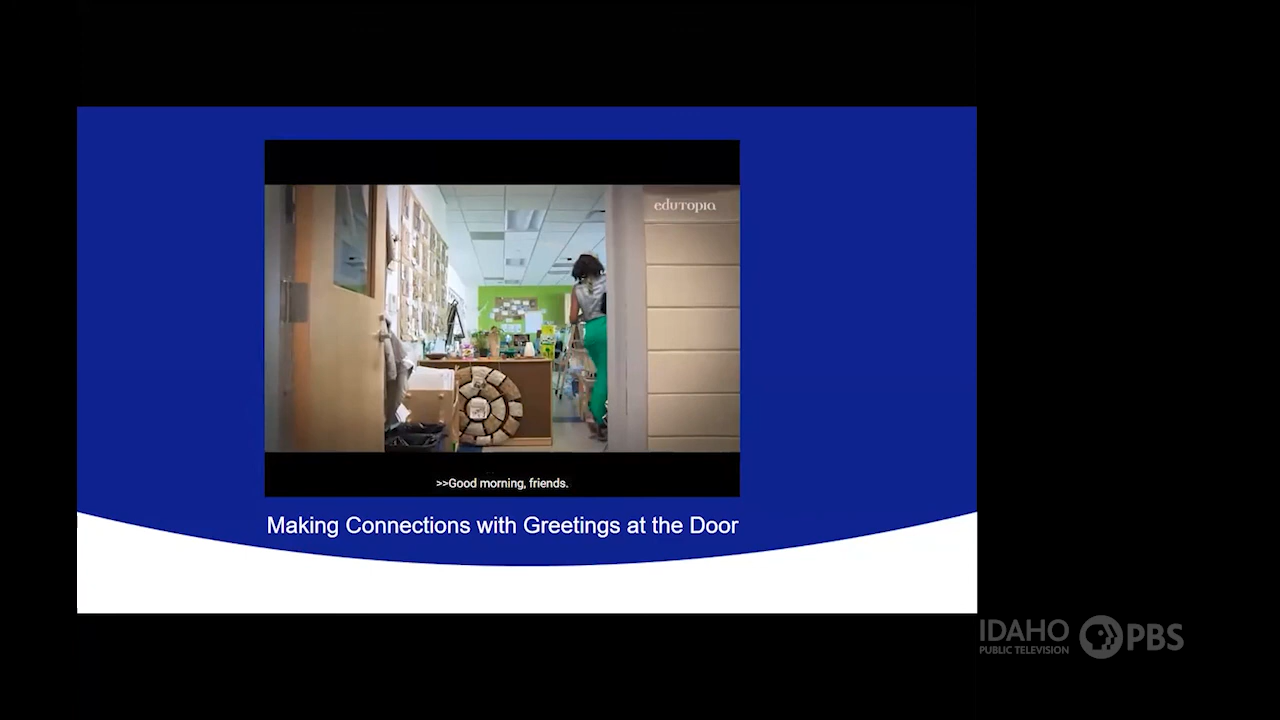 edutopia
>>Good morning, friends.
Making Connections with Greetings at the Door
IDAHO
PUBLIC TELEVISION
PBS